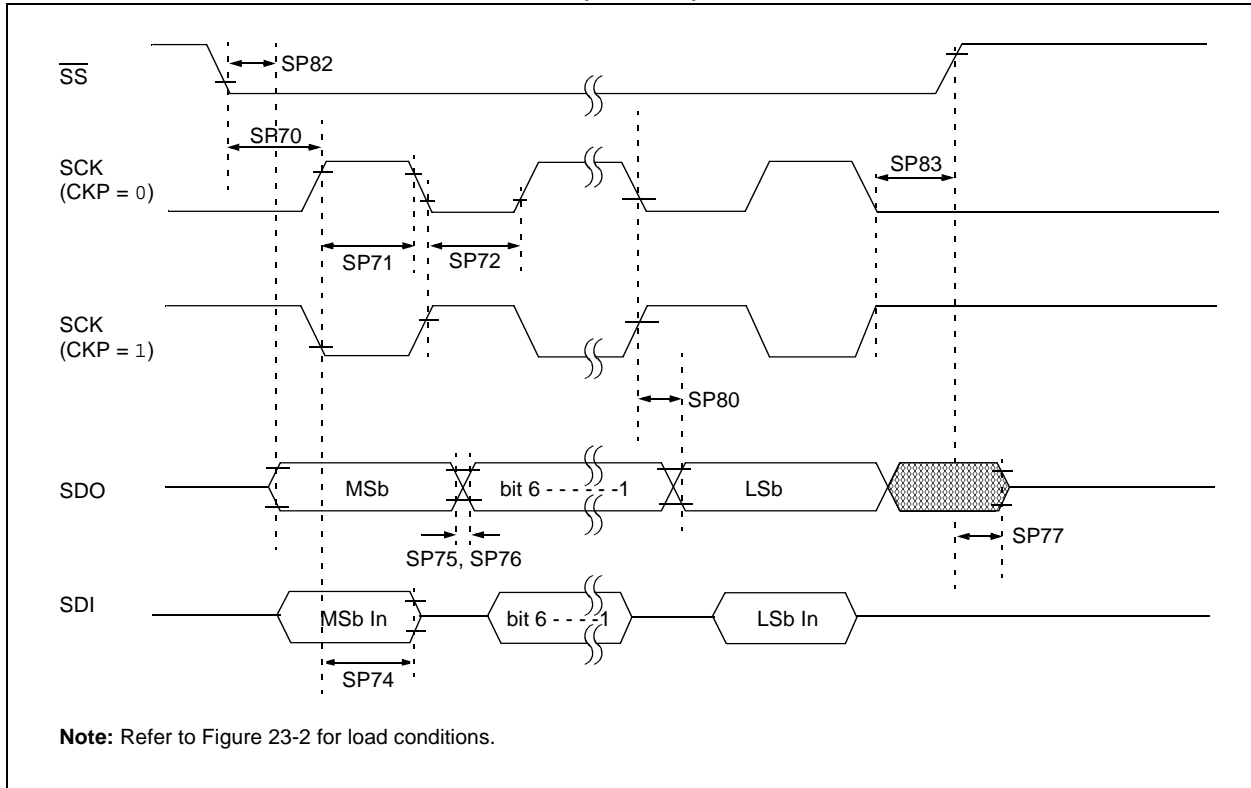 SS
SP82
SP70
SCK
(CKP = 0)
SP83
SP71
SP72
SCK
(CKP = 1)
SP80
SDO
MSb
bit 6 - - - - - -1
LSb
SP75, SP76
SP77
SDI
MSb In
bit 6 - - - -1
LSb In
SP74
Note: Refer to Figure 23-2 for load conditions.